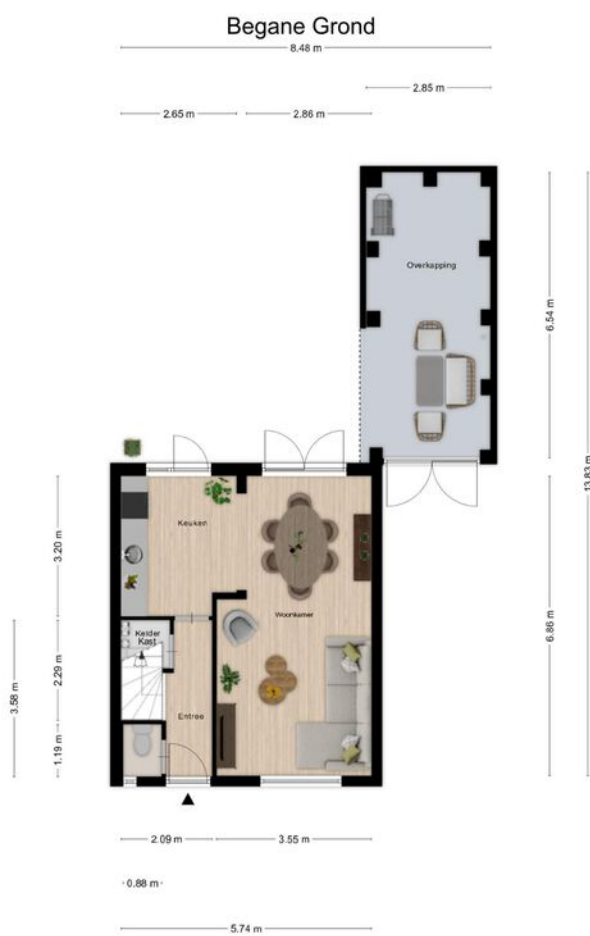 Begane Grond
8.48 m
2.85 m
2.65 m
2.86 m
Overkapping
6.54 m
13.83 m
Keuken
3.20 m
Woonkamer
Kelder
Kast
6.86 m
2.29 m
3.58 m
Entree
1.19 m
2.09 m
3.55 m
0.88 m
5.74 m